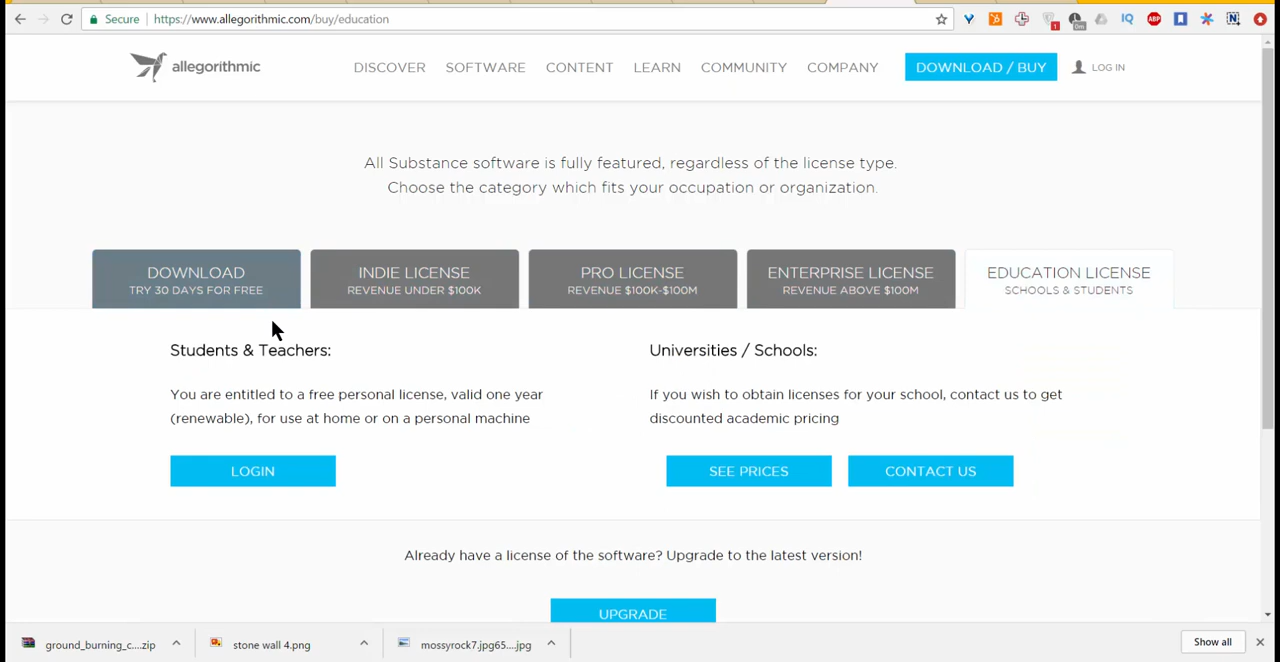 Secure https://www.allegorithmic.com/buy/education
IQ
ABP
N
1
0m
allegorithmic
DISCOVER SOFTWARE CONTENT LEARN COMMUNITY COMPANY DOWNLOAD / BUY LOG IN
All Substance software is fully featured, regardless of the license type.
Choose the category which fits your occupation or organization.
DOWNLOAD
TRY 30 DAYS FOR FREE
INDIE LICENSE
REVENUE UNDER $100K
PRO LICENSE
REVENUE $100K-$100M
ENTERPRISE LICENSE
REVENUE ABOVE $100M
EDUCATION LICENSE
SCHOOLS & STUDENTS
Students & Teachers:
You are entitled to a free personal license, valid one year
(renewable), for use at home or on a personal machine
LOGIN
Universities / Schools:
If you wish to obtain licenses for your school, contact us to get
discounted academic pricing
SEE PRICES CONTACT US
Already have a license of the software? Upgrade to the latest version!
UPGRADE
ground_burning_c....zip stone wall 4.png mossyrock7.jpg65....jpg Show all